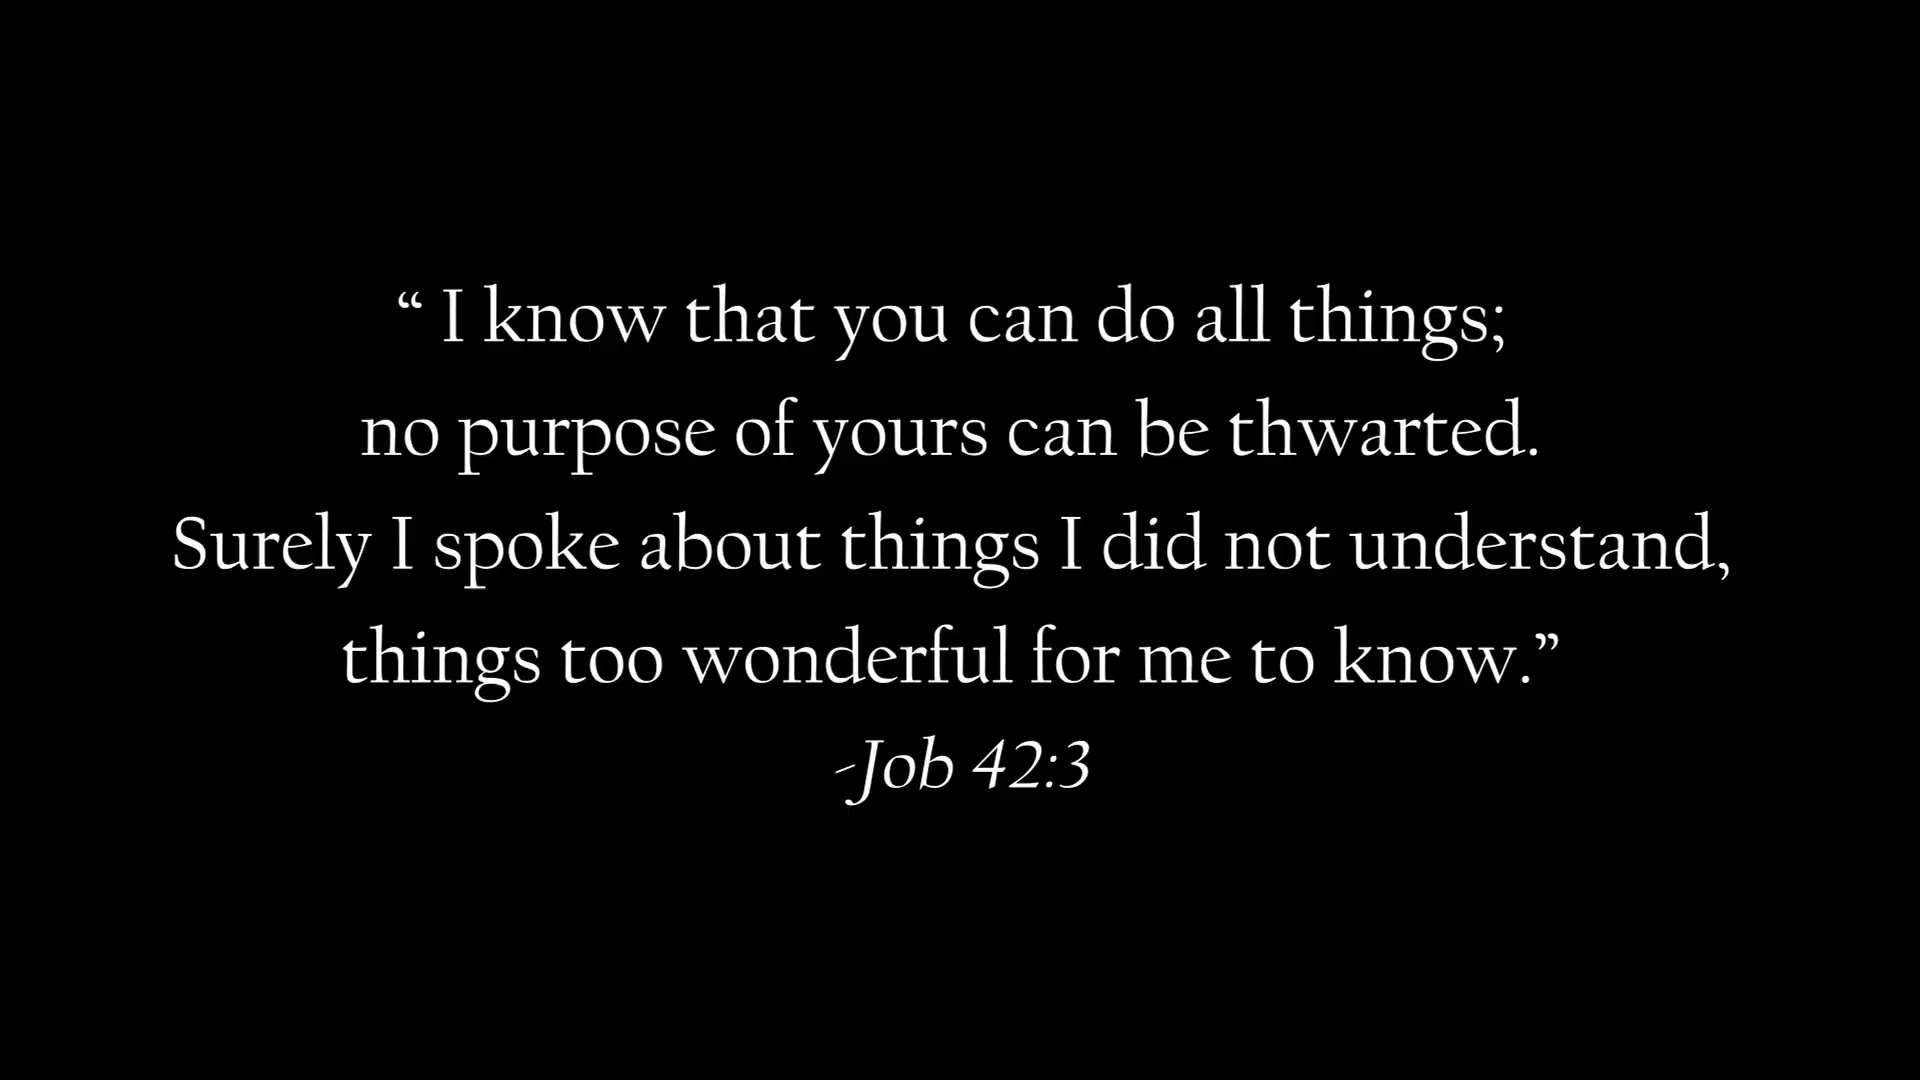 “ I know that you can do all things;
no purpose of yours can be thwarted.
Surely I spoke about things I did not understand,
things too wonderful for me to know.”
-Job 42:3